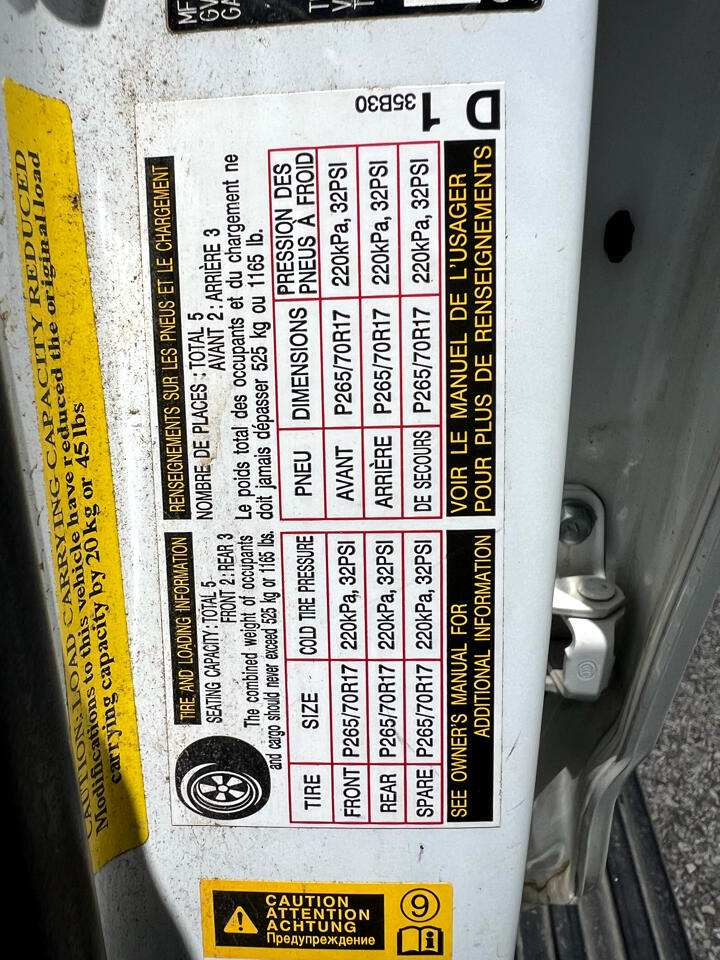 CAUTION: LOAD CARRYING CAPACITY REDUCED
Modifications to this vehicle have reduced the original load
carrying capacity by 20 kg or 45 lbs
MF
GV
GA
D 1
35B30
TIRE AND LOADING INFORMATION
SEATING CAPACITY: TOTAL 5
FRONT 2: REAR 3
The combined weight of occupants
and cargo should never exceed 525 kg or 1165 lbs.
TIRE SIZE COLD TIRE PRESSURE
FRONT P265/70R17 220kPa, 32PSI
REAR P265/70R17 220kPa, 32PSI
SPARE P265/70R17 220kPa, 32PSI
SEE OWNER'S MANUAL FOR
ADDITIONAL INFORMATION
RENSEIGNEMENTS SUR LES PNEUS ET LE CHARGEMENT
NOMBRE DE PLACES : TOTAL 5
AVANT 2: ARRIÈRE 3
Le poids total des occupants et du chargement ne
doit jamais dépasser 525 kg ou 1165 lb.
PNEU DIMENSIONS PRESSION DES
PNEUS À FROID
AVANT P265/70R17 220kPa, 32PSI
ARRIÈRE P265/70R17 220kPa, 32PSI
DE SECOURS P265/70R17 220kPa, 32PSI
VOIR LE MANUEL DE L'USAGER
POUR PLUS DE RENSEIGNEMENTS
CAUTION
ATTENTION
ACHTUNG
Предупреждение
9